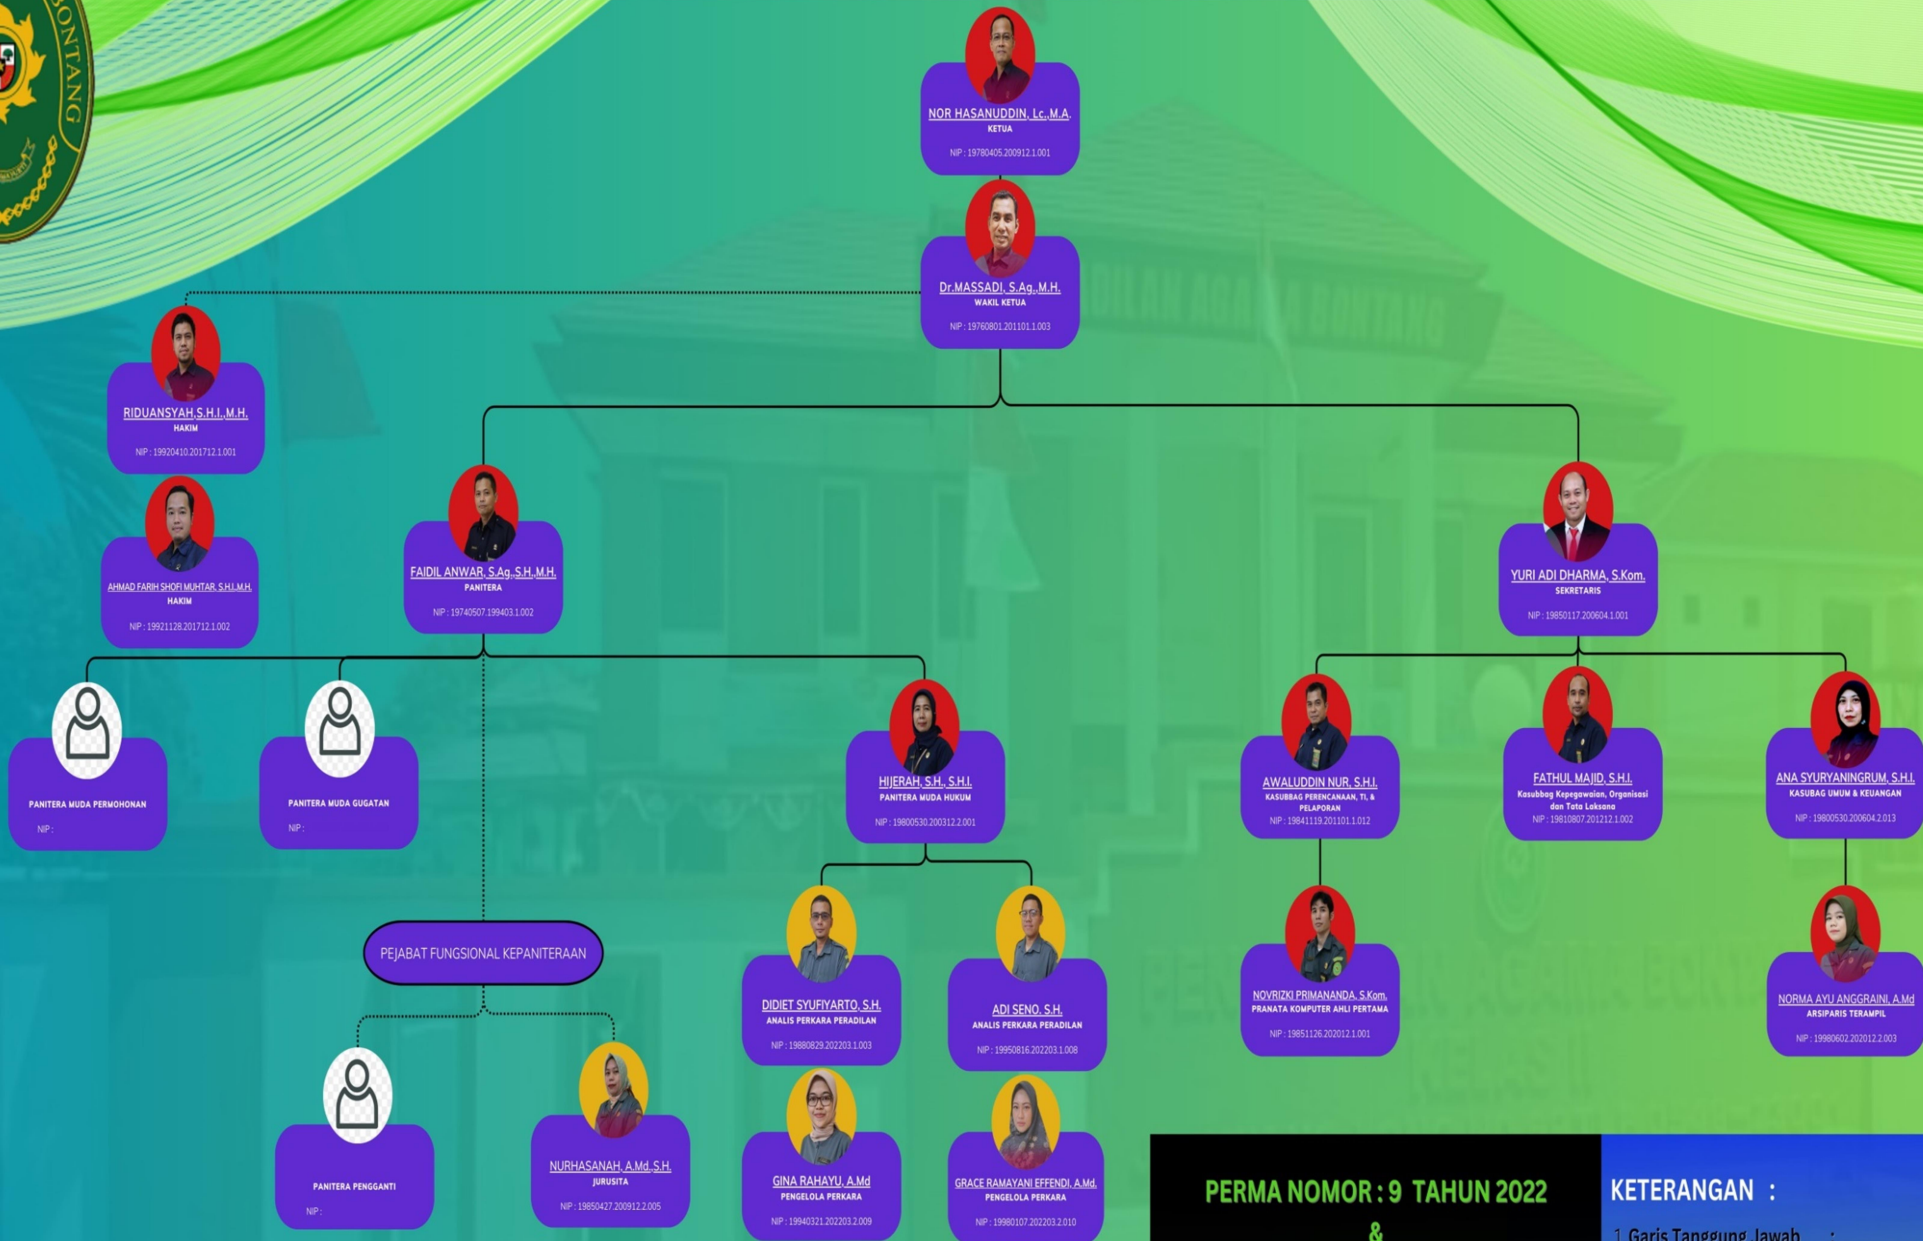 BONTANG
NOR HASANUDDIN, Lc.,M.A.
KETUA
NIP : 19780405.200912.1.001
Dr.MASSADI, S.Ag.,M.H.
WAKIL KETUA
NIP : 19760801.201101.1.003
RIDUANSYAH,S.H.I.,M.H.
HAKIM
NIP : 19920410.201712.1.001
AHMAD FARIH SHOFI MUHTAR, S.H.I.,M.H.
HAKIM
NIP : 19921128.201712.1.002
FAIDIL ANWAR, S.Ag.,S.H.,M.H.
PANITERA
NIP : 19740507.199403.1.002
YURI ADI DHARMA, S.Kom.
SEKRETARIS
NIP : 19850117.200604.1.001
PANITERA MUDA PERMOHONAN
NIP :
PANITERA MUDA GUGATAN
NIP :
HIJERAH, S.H., S.H.I.
PANITERA MUDA HUKUM
NIP : 19800530.200312.2.001
AWALUDDIN NUR, S.H.I.
KASUBBAG PERENCANAAN, TI, &
PELAPORAN
NIP : 19841119.201101.1.012
FATHUL MAJID, S.H.I.
Kasubbag Kepegawaian, Organisasi
dan Tata Laksana
NIP : 19810807.201212.1.002
ANA SYURYANINGRUM, S.H.I.
KASUBAG UMUM & KEUANGAN
NIP : 19800530.200604.2.013
PEJABAT FUNGSIONAL KEPANITERAAN
DIDIET SYUFIYARTO, S.H.
ANALIS PERKARA PERADILAN
NIP : 19880829.202203.1.003
ADI SENO, S.H.
ANALIS PERKARA PERADILAN
NIP : 19950816.202203.1.008
NOVRIZKI PRIMANANDA, S.Kom.
PRANATA KOMPUTER AHLI PERTAMA
NIP : 19851126.202012.1.001
NORMA AYU ANGGRAINI, A.Md
ARSIPARIS TERAMPIL
NIP : 19980602.202012.2.003
PANITERA PENGGANTI
NIP :
NURHASANAH, A.Md.,S.H.
JURUSITA
NIP : 19850427.200912.2.005
GINA RAHAYU, A.Md
PENGELOLA PERKARA
NIP : 19940321.202203.2.009
GRACE RAMAYANI EFFENDI, A.Md.
PENGELOLA PERKARA
NIP : 19980107.202203.2.010
PERMA NOMOR : 9 TAHUN 2022
&
KETERANGAN :
1. Garis Tanggung Jawab :